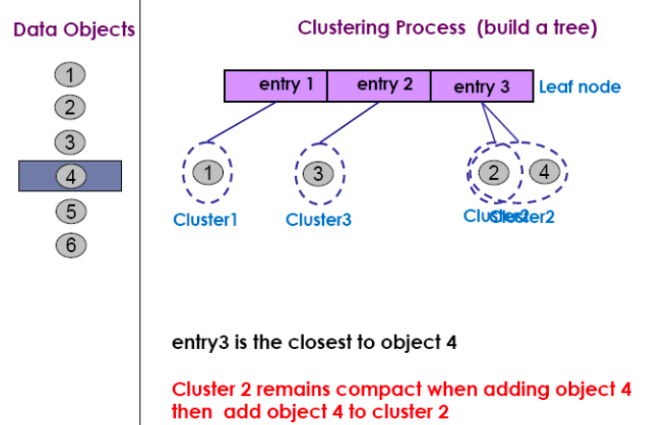 Data Objects
1
2
3
4
5
6
Clustering Process (build a tree)
entry 1 entry 2 entry 3 Leaf node
1 3 2 4
Cluster1 Cluster3 Cluster2
entry3 is the closest to object 4
Cluster 2 remains compact when adding object 4
then add object 4 to cluster 2